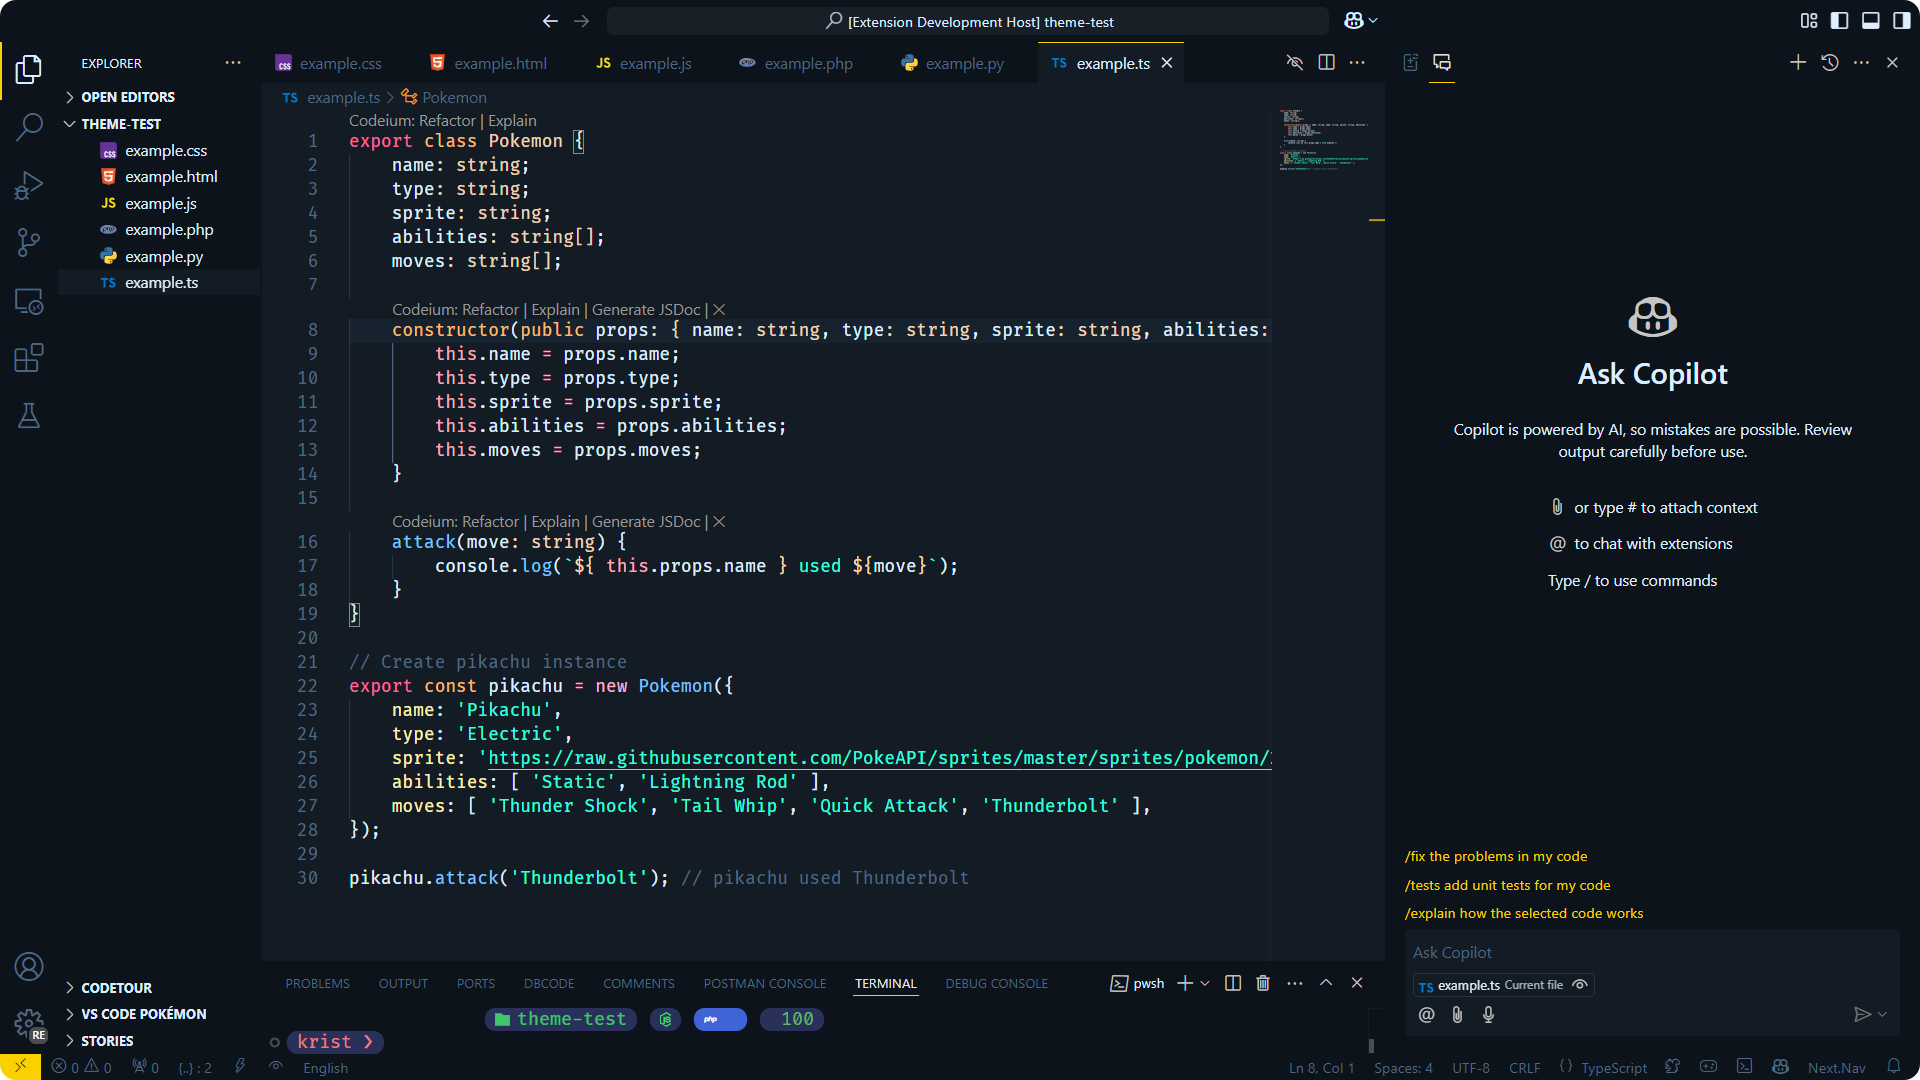 [Extension Development Host] theme-test
EXPLORER
OPEN EDITORS
THEME-TEST
example.css
example.html
JS example.js
example.php
example.py
TS example.ts
CODETOUR
VS CODE POKÉMON
STORIES
example.css
example.html
JS example.js
example.php
example.py
TS example.ts
TS example.ts > Pokemon
Codeium: Refactor | Explain
1 export class Pokemon {
2 name: string;
3 type: string;
4 sprite: string;
5 abilities: string[];
6 moves: string[];
7
Codeium: Refactor | Explain | Generate JSDoc | X
8 constructor(public props: { name: string, type: string, sprite: string, abilities:
9 this.name = props.name;
10 this.type = props.type;
11 this.sprite = props.sprite;
12 this.abilities = props.abilities;
13 this.moves = props.moves;
14 }
15
Codeium: Refactor | Explain | Generate JSDoc | X
16 attack(move: string) {
17 console.log(`${ this.props.name } used ${move}`);
18 }
19 }
20
21 // Create pikachu instance
22 export const pikachu = new Pokemon({
23 name: 'Pikachu',
24 type: 'Electric',
25 sprite: 'https://raw.githubusercontent.com/PokeAPI/sprites/master/sprites/pokemon/
26 abilities: [ 'Static', 'Lightning Rod' ],
27 moves: [ 'Thunder Shock', 'Tail Whip', 'Quick Attack', 'Thunderbolt' ],
28 });
29
30 pikachu.attack('Thunderbolt'); // pikachu used Thunderbolt
PROBLEMS OUTPUT PORTS DBCODE COMMENTS POSTMAN CONSOLE TERMINAL DEBUG CONSOLE
pwsh
theme-test php 100
krist ❯
Ask Copilot
Copilot is powered by AI, so mistakes are possible. Review
output carefully before use.
or type # to attach context
@ to chat with extensions
Type / to use commands
/fix the problems in my code
/tests add unit tests for my code
/explain how the selected code works
Ask Copilot
TS example.ts Current file
@
RE
0 0 0 {..} : 2 English
Ln 8, Col 1 Spaces: 4 UTF-8 CRLF {} TypeScript Next.Nav